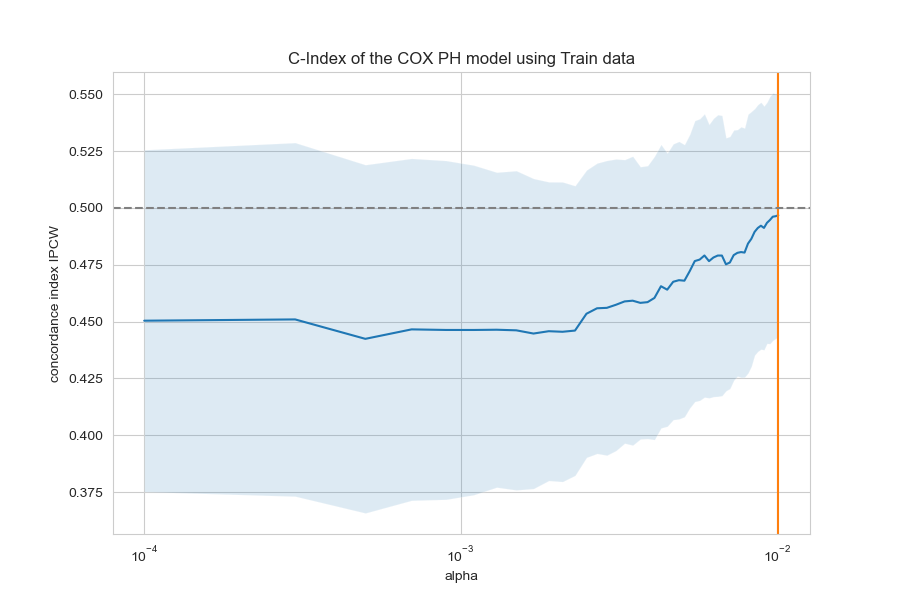 C-Index of the COX PH model using Train data
concordance index IPCW
0.550
0.525
0.500
0.475
0.450
0.425
0.400
0.375
10⁻⁴ 10⁻³ 10⁻²
alpha